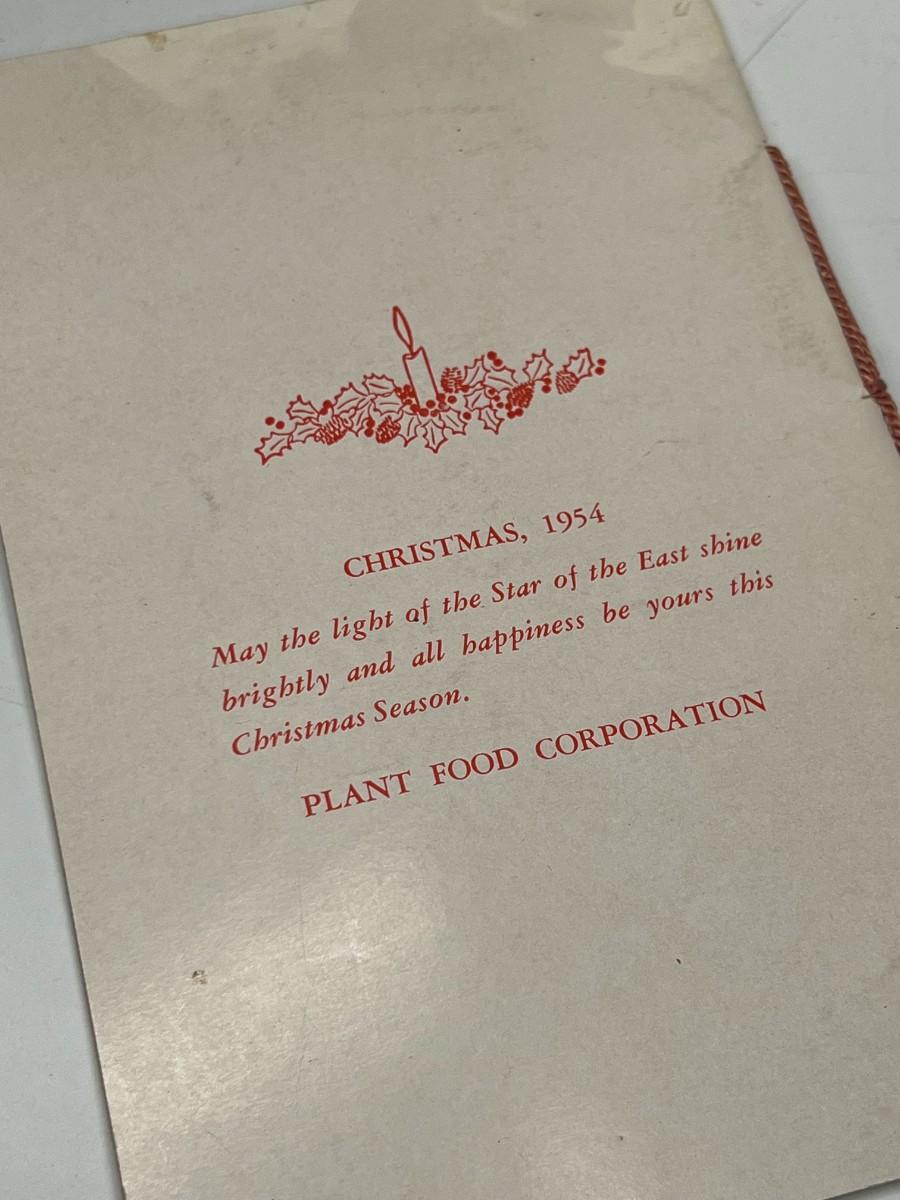 CHRISTMAS, 1954
May the light of the Star of the East shine
brightly and all happiness be yours this
Christmas Season.
PLANT FOOD CORPORATION